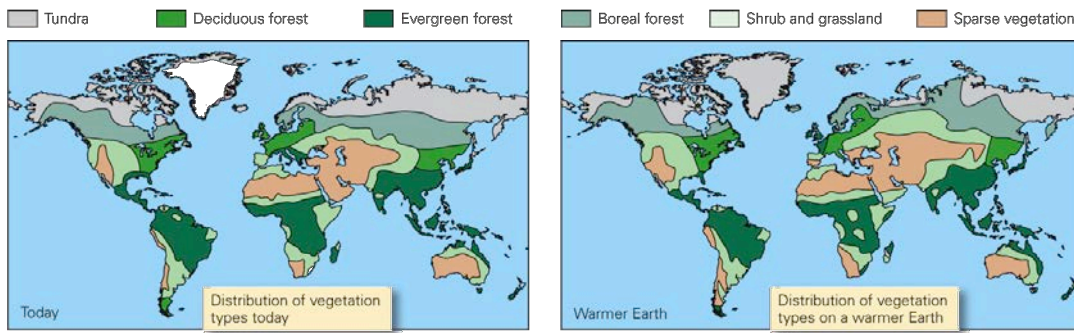 Tundra
Deciduous forest
Evergreen forest
Boreal forest
Shrub and grassland
Sparse vegetation
Today
Distribution of vegetation
types today
Warmer Earth
Distribution of vegetation
types on a warmer Earth